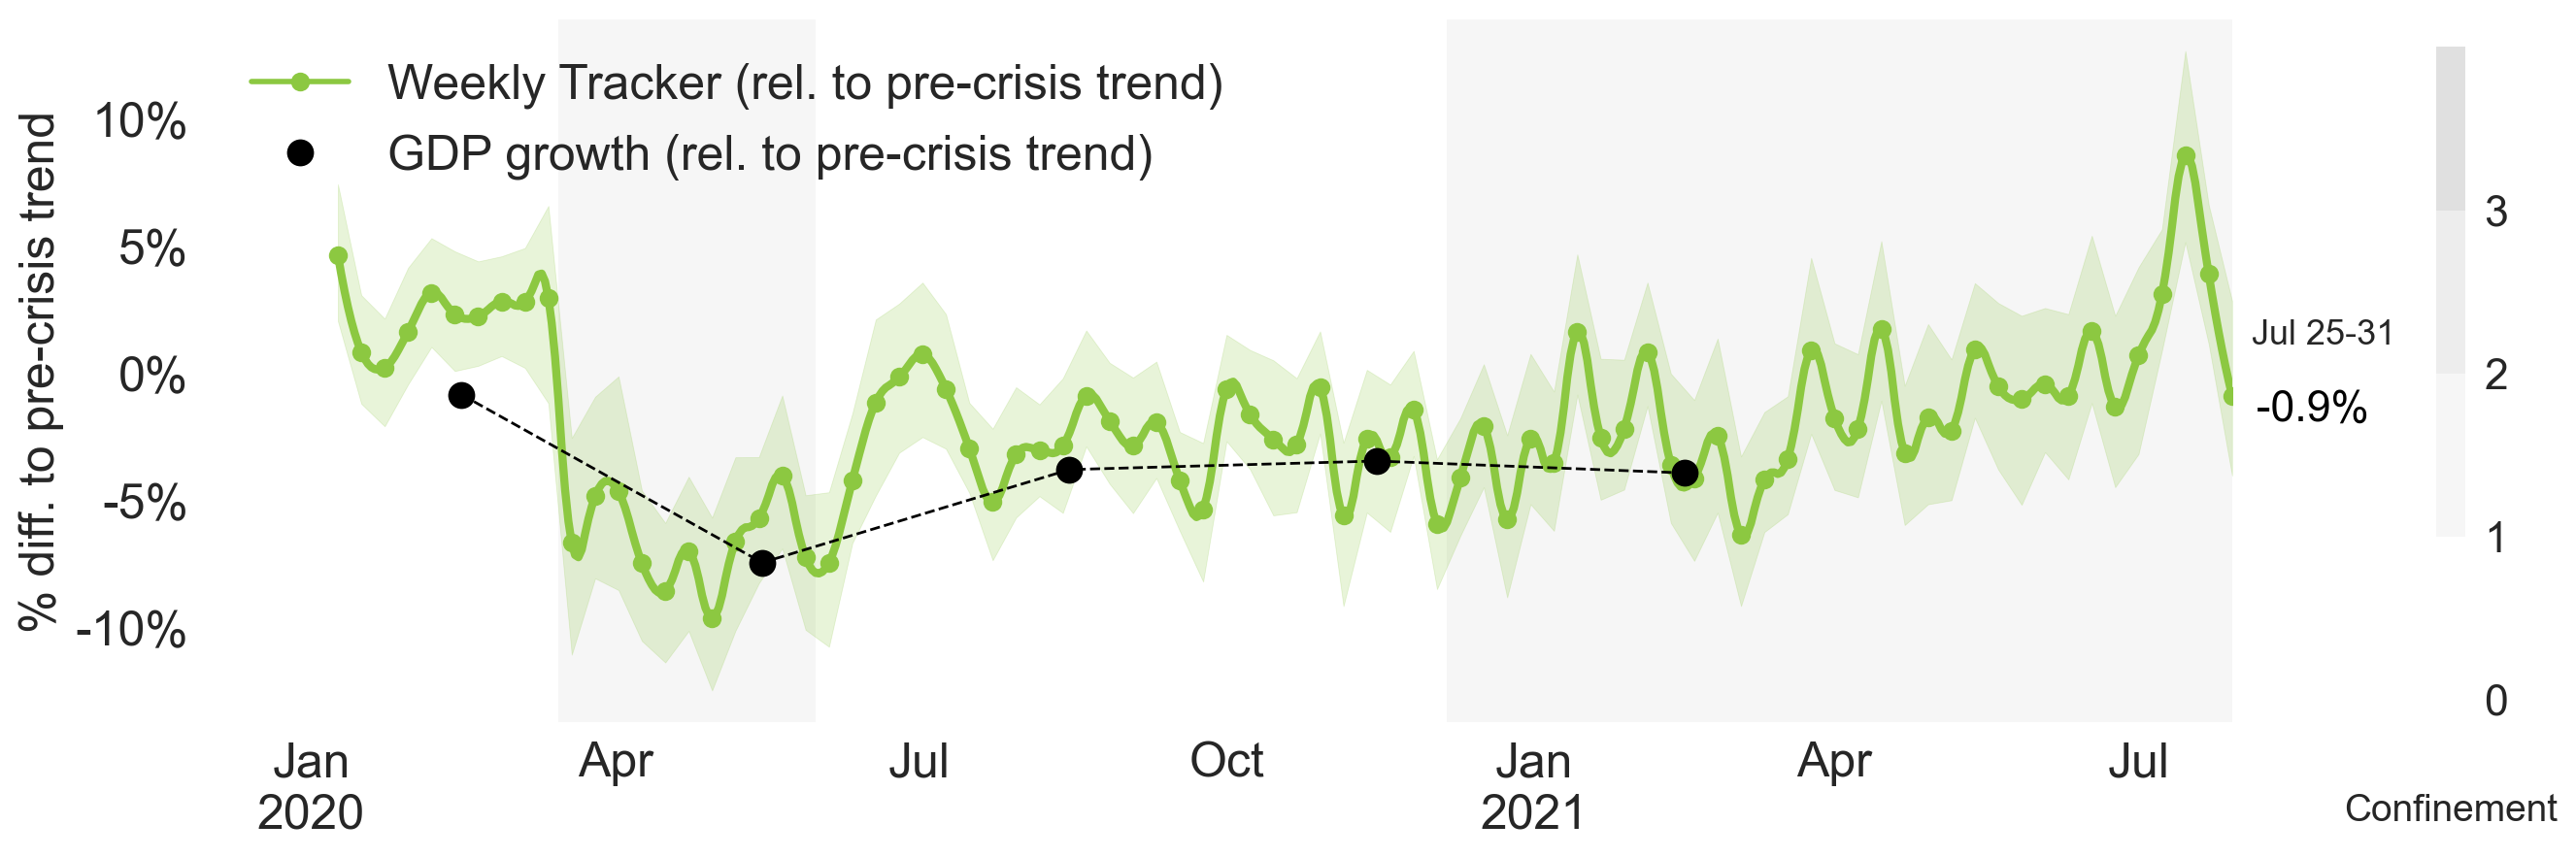 Weekly Tracker (rel. to pre-crisis trend)
GDP growth (rel. to pre-crisis trend)
% diff. to pre-crisis trend
10%
5%
0%
-5%
-10%
Jul 25-31
-0.9%
3
2
1
0
Jan Apr Jul Oct Jan Apr Jul
2020 2021
Confinement